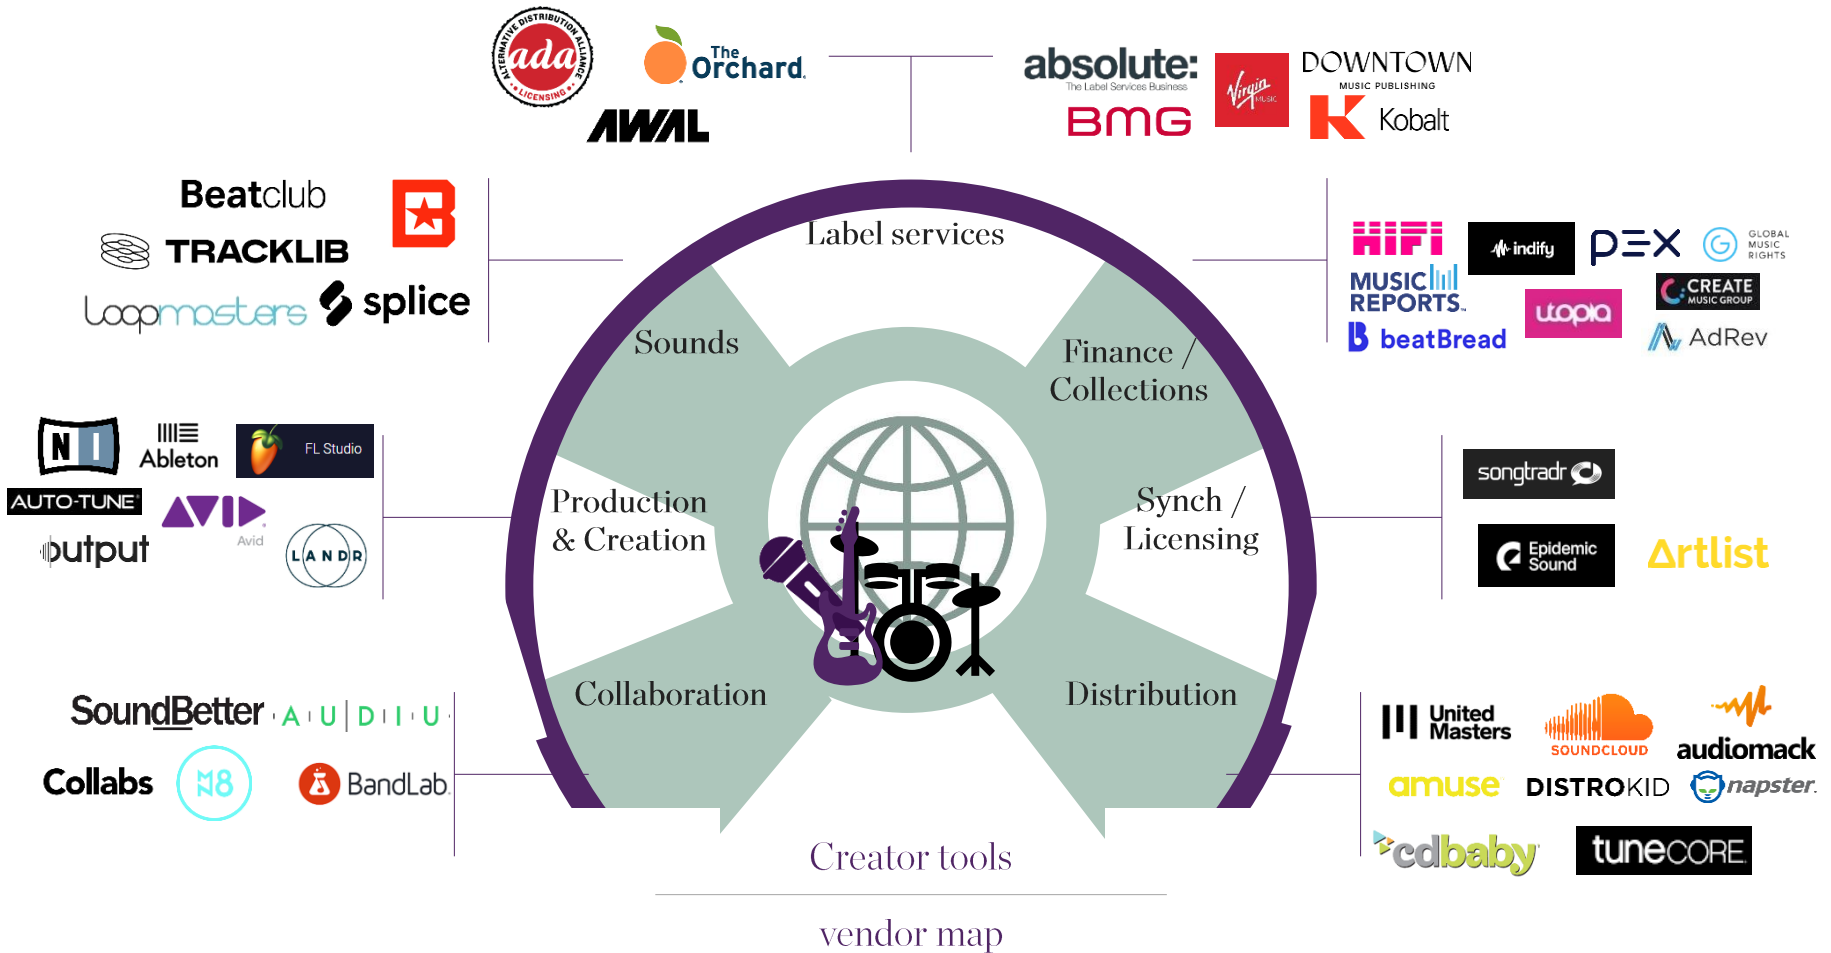 ALTERNATIVE DISTRIBUTION ALLIANCE
ada
LICENSING
The
Orchard
AWAL
absolute:
The Label Services Business
BMG
Virgin
MUSIC
DOWNTOWN
MUSIC PUBLISHING
Kobalt
Beatclub
B
TRACKLIB
Loopmasters
splice
HIFI
indify
PEX
GLOBAL
MUSIC
RIGHTS
MUSIC
REPORTS
utopia
CREATE
MUSIC GROUP
beatBread
AdRev
Label services
Sounds
Finance /
Collections
Production
& Creation
Synch /
Licensing
Collaboration
Distribution
NI
Ableton
FL Studio
AUTO-TUNE
AVID
Avid
output
LANDR
songtradr
Epidemic
Sound
Artlist
SoundBetter
AUDIU
Collabs
MN8
BandLab
United
Masters
SOUNDCLOUD
audiomack
amuse
DISTROKID
napster.
cdbaby
tuneCORE
Creator tools
vendor map